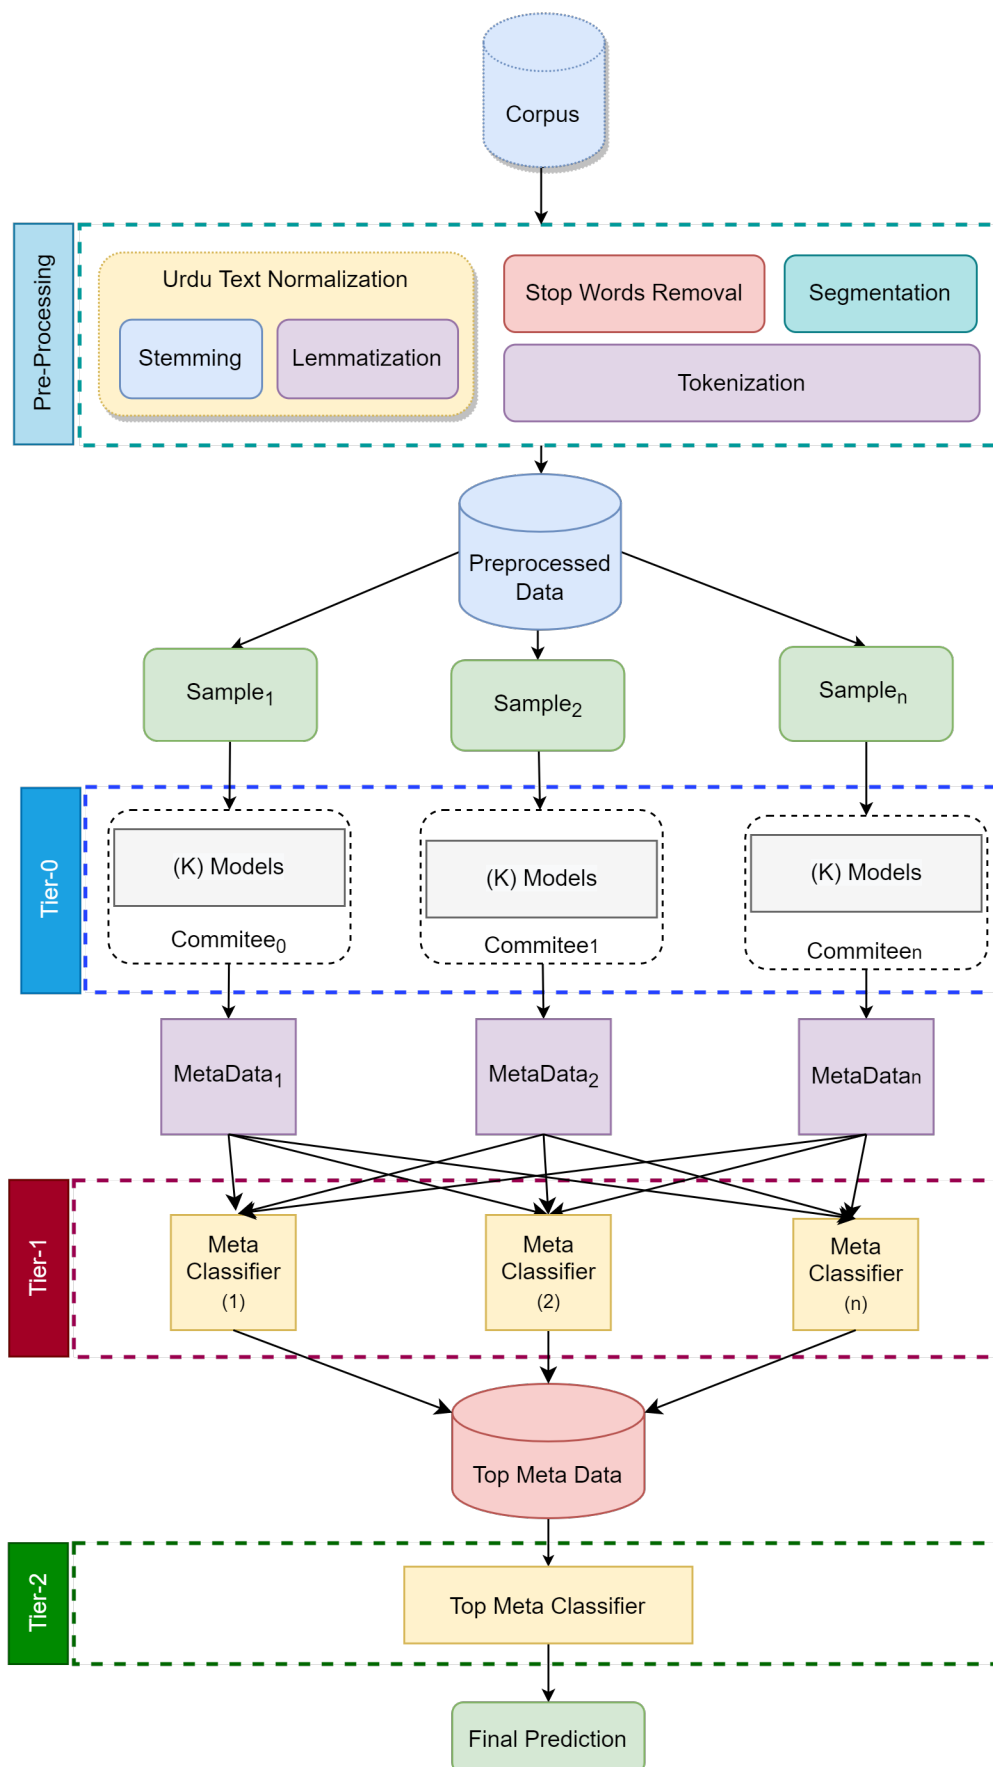 Corpus
Pre-Processing
Urdu Text Normalization
Stemming
Lemmatization
Stop Words Removal
Segmentation
Tokenization
Preprocessed
Data
Sample1
Sample2
Samplen
Tier-0
(K) Models
Commitee0
(K) Models
Commitee1
(K) Models
Commiteen
MetaData1
MetaData2
MetaDatan
Tier-1
Meta
Classifier
(1)
Meta
Classifier
(2)
Meta
Classifier
(n)
Top Meta Data
Tier-2
Top Meta Classifier
Final Prediction